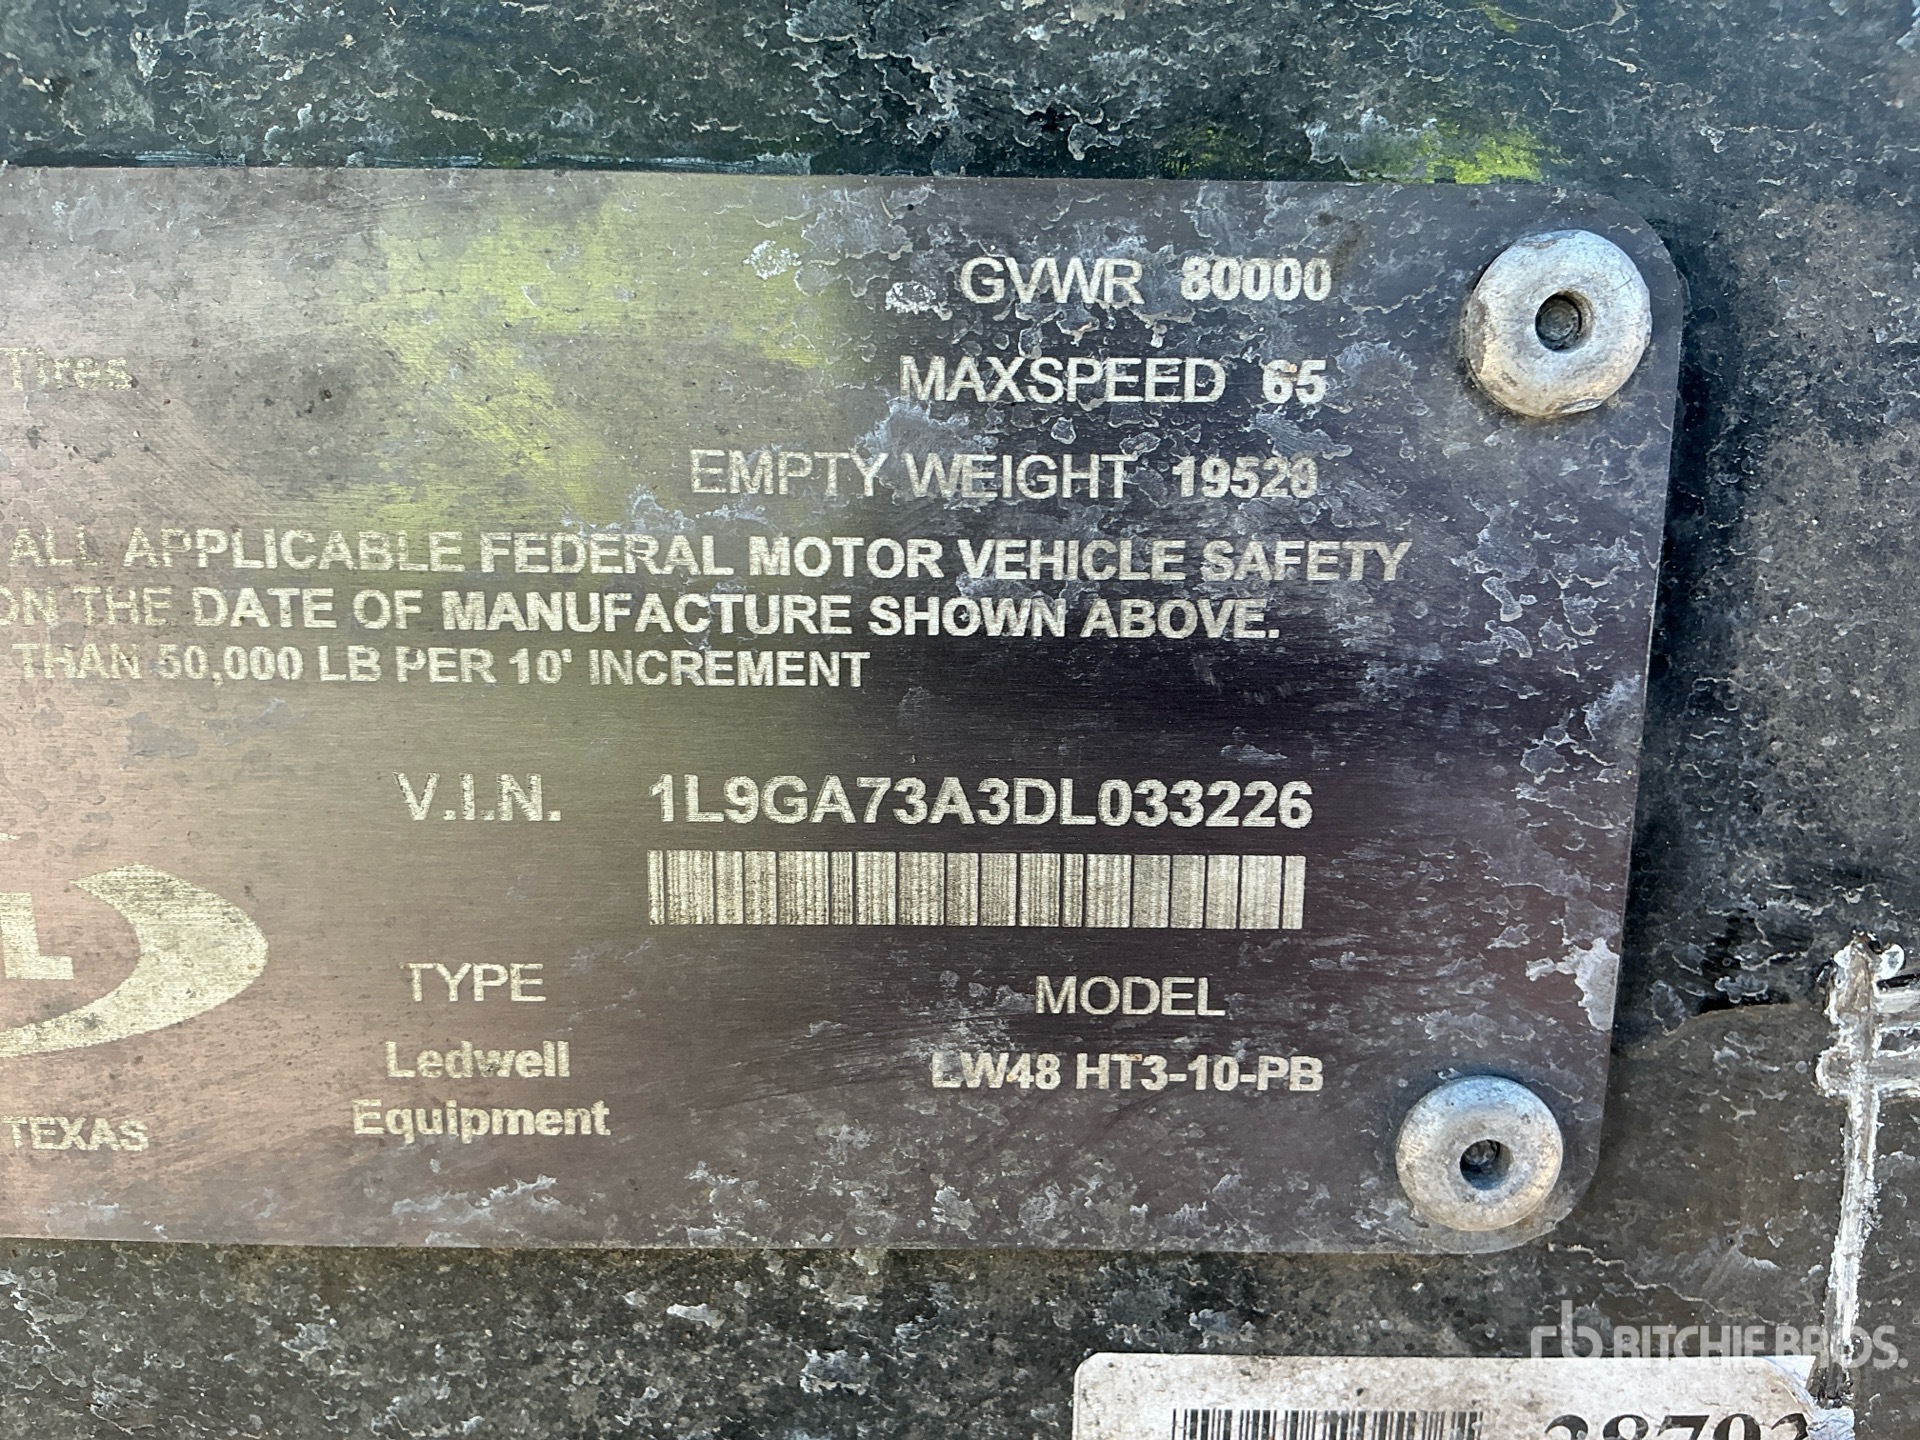 GVWR 80000
Tires
MAXSPEED 65
EMPTY WEIGHT 19520
ALL APPLICABLE FEDERAL MOTOR VEHICLE SAFETY
ON THE DATE OF MANUFACTURE SHOWN ABOVE.
THAN 50,000 LB PER 10' INCREMENT
V.I.N. 1L9GA73A3DL033226
L
TYPE MODEL
Ledwell LW48 HT3-10-PB
Equipment
TEXAS
rb RITCHIE BROS.